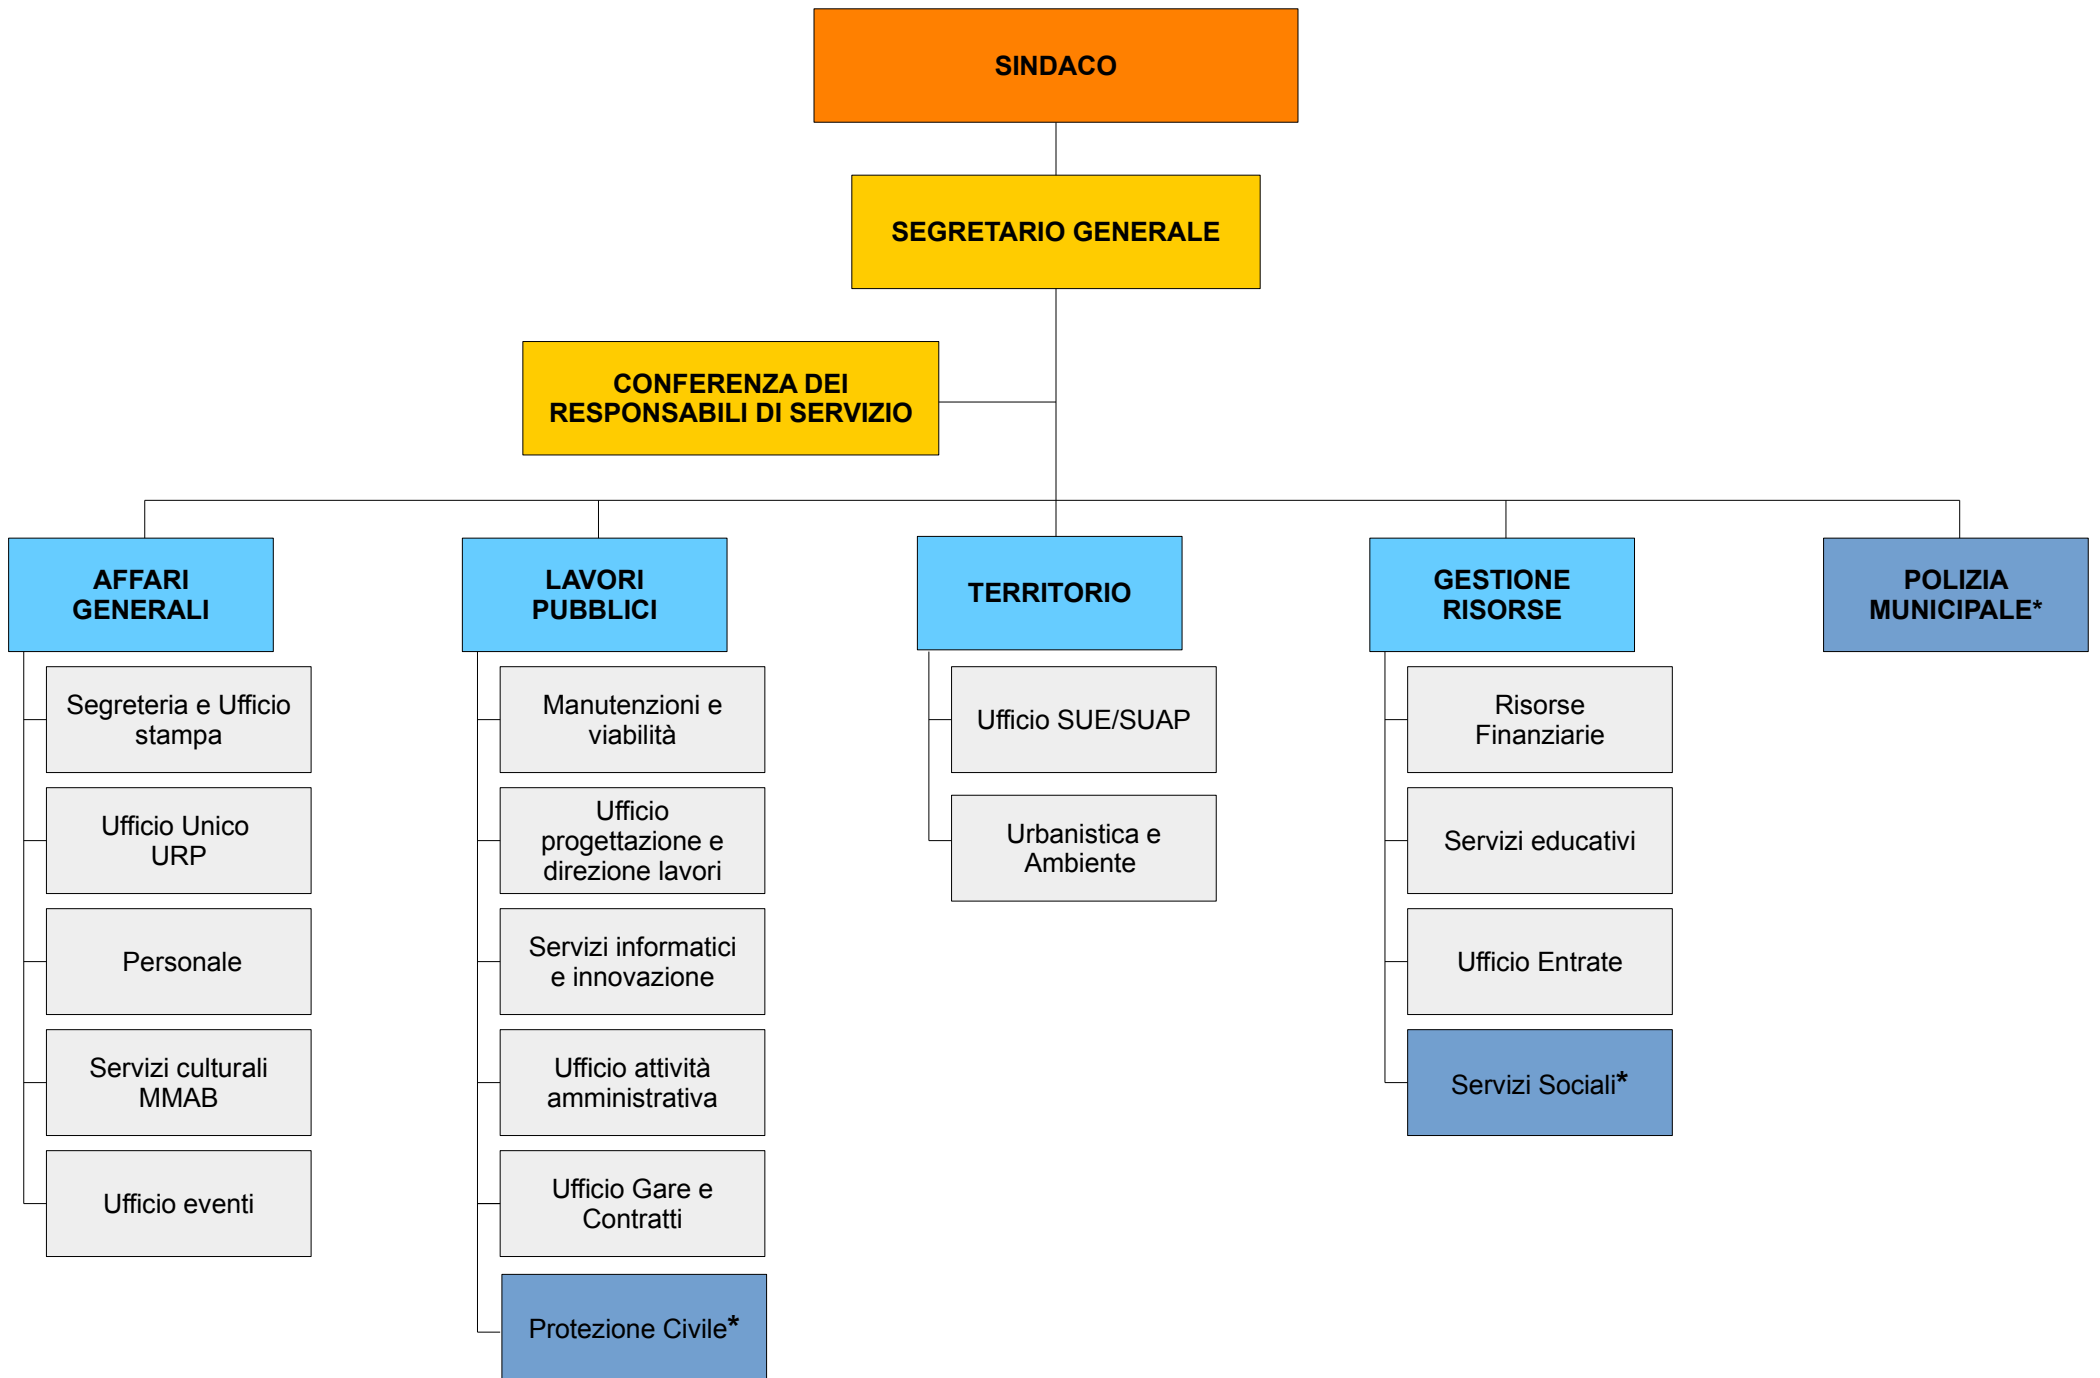 SINDACO
SEGRETARIO GENERALE
CONFERENZA DEI
RESPONSABILI DI SERVIZIO
AFFARI
GENERALI
LAVORI
PUBBLICI
TERRITORIO
GESTIONE
RISORSE
POLIZIA
MUNICIPALE*
Segreteria e Ufficio
stampa
Ufficio Unico
URP
Personale
Servizi culturali
MMAB
Ufficio eventi
Manutenzioni e
viabilità
Ufficio
progettazione e
direzione lavori
Servizi informatici
e innovazione
Ufficio attività
amministrativa
Ufficio Gare e
Contratti
Protezione Civile*
Ufficio SUE/SUAP
Urbanistica e
Ambiente
Risorse
Finanziarie
Servizi educativi
Ufficio Entrate
Servizi Sociali*